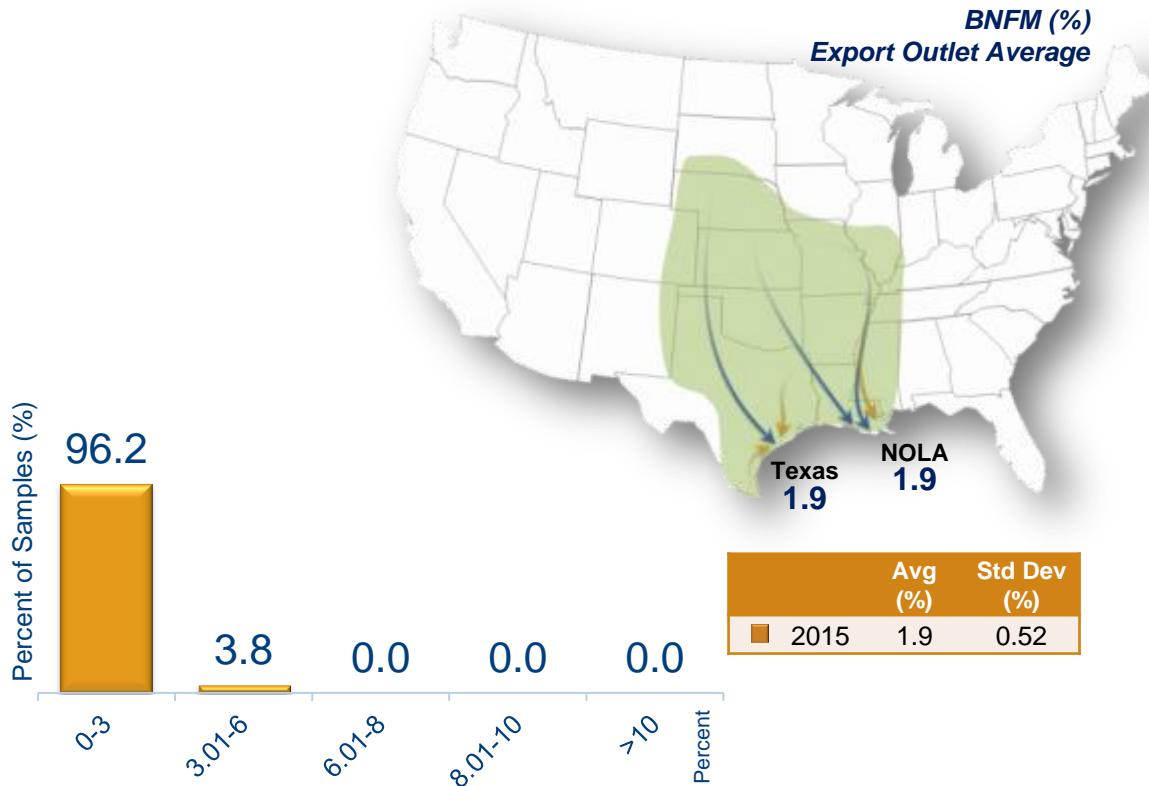 BNFM (%)
Export Outlet Average
Texas
1.9
NOLA
1.9
Percent of Samples (%)
96.2
3.8
0.0
0.0
0.0
0-3
3.01-6
6.01-8
8.01-10
>10
Percent
Avg
(%)
Std Dev
(%)
2015 1.9 0.52